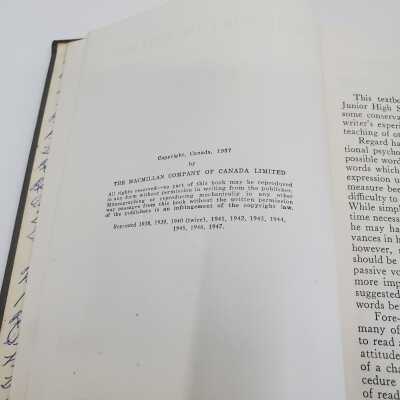 Copyright, Canada, 1937
by
THE MACMILLAN COMPANY OF CANADA LIMITED
All rights reserved—no part of this book may be reproduced
in any form without permission in writing from the publisher.
Mimeographing or reproducing mechanically in any other
way passages from this book without the written permission
of the publishers is an infringement of the copyright law.
Reprinted 1938, 1939, 1940 (twice), 1941, 1942, 1943, 1944,
1945, 1946, 1947.
This textbo
Junior High S
some conserva
writer's experi
teaching of
Regard ha
tional psycho
possible word
words which
expression
measure
difficulty to
While simpl
time necess
he may ha
vances in h
however,
should be
passive vo
more imp
suggested
words be
Fore-
many of
to read a
attitude
of a cha
cedure
of read